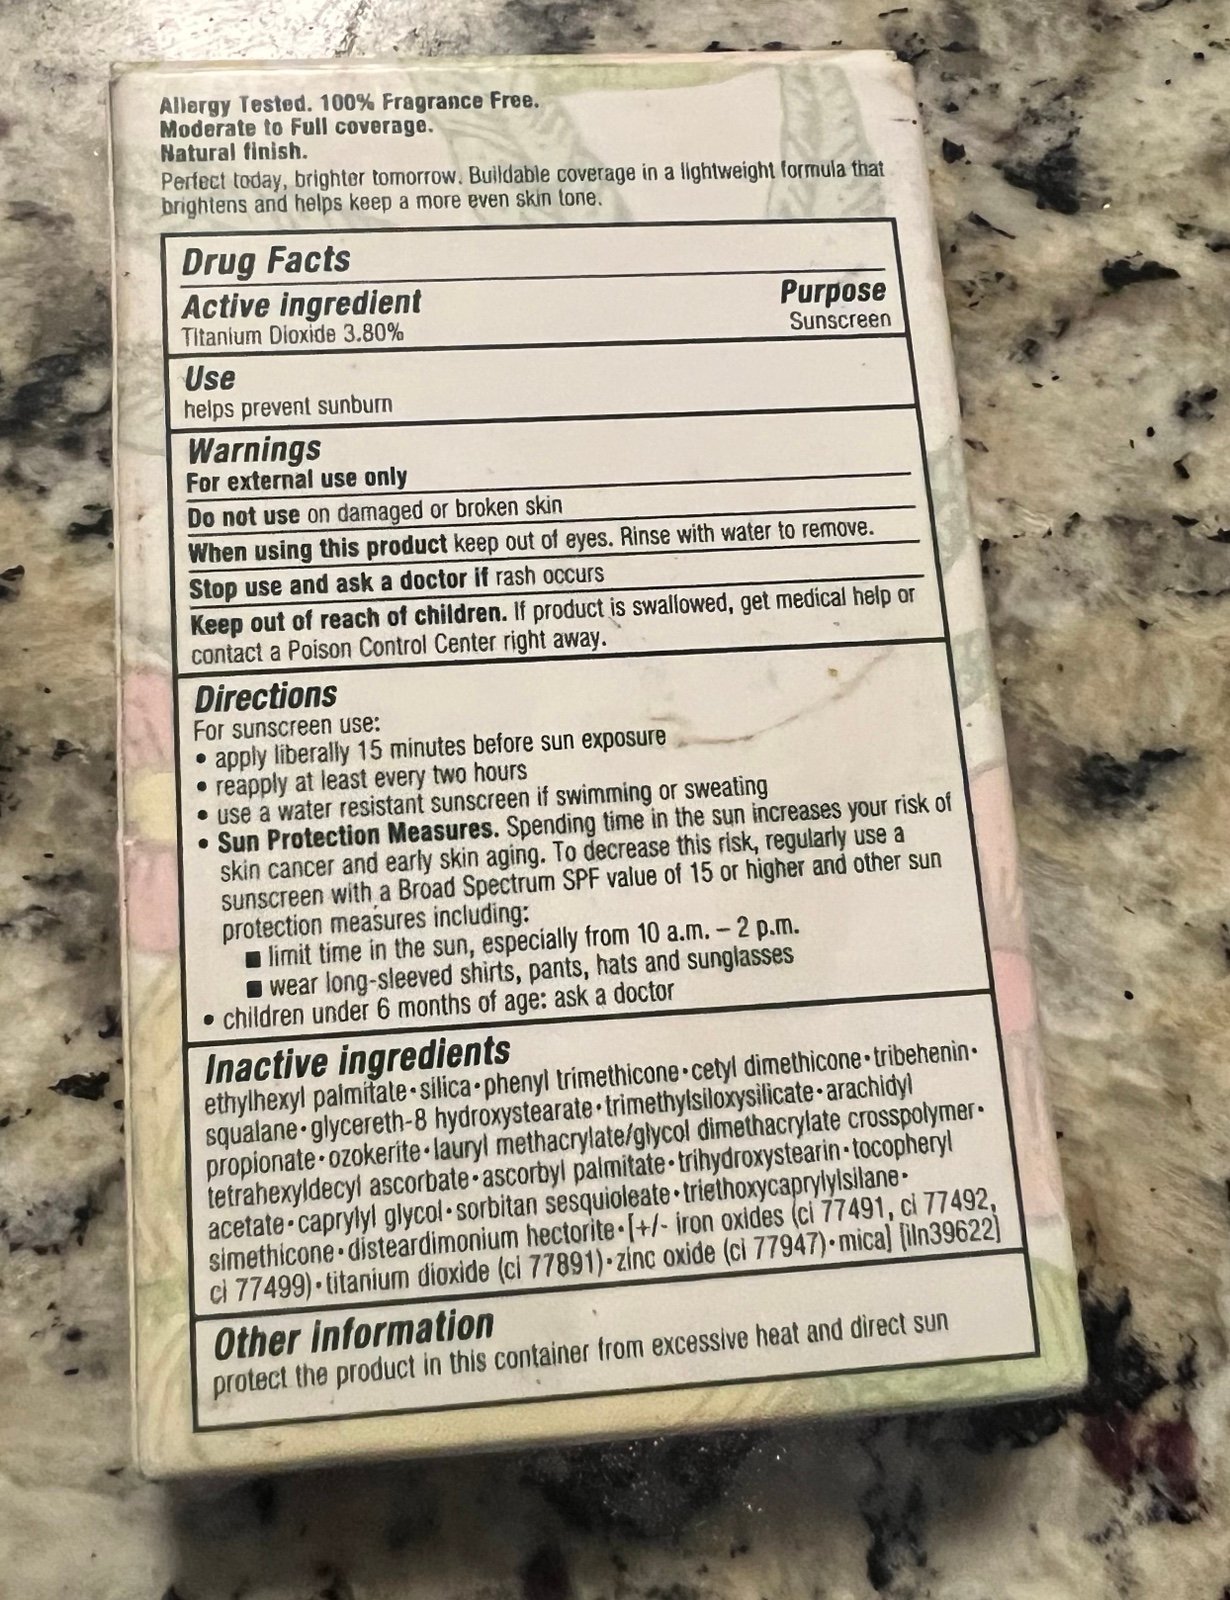 Allergy Tested. 100% Fragrance Free.
Moderate to Full coverage.
Natural finish.
Perfect today, brighter tomorrow. Buildable coverage in a lightweight formula that
brightens and helps keep a more even skin tone.
Drug Facts
Active ingredient Purpose
Titanium Dioxide 3.80% Sunscreen
Use
helps prevent sunburn
Warnings
For external use only
Do not use on damaged or broken skin
When using this product keep out of eyes. Rinse with water to remove.
Stop use and ask a doctor if rash occurs
Keep out of reach of children. If product is swallowed, get medical help or
contact a Poison Control Center right away.
Directions
For sunscreen use:
• apply liberally 15 minutes before sun exposure
• reapply at least every two hours
• use a water resistant sunscreen if swimming or sweating
• Sun Protection Measures. Spending time in the sun increases your risk of
skin cancer and early skin aging. To decrease this risk, regularly use a
sunscreen with a Broad Spectrum SPF value of 15 or higher and other sun
protection measures including:
■ limit time in the sun, especially from 10 a.m. – 2 p.m.
■ wear long-sleeved shirts, pants, hats and sunglasses
• children under 6 months of age: ask a doctor
Inactive ingredients
ethylhexyl palmitate • silica • phenyl trimethicone • cetyl dimethicone • tribehenin •
squalane • glycereth-8 hydroxystearate • trimethylsiloxysilicate • arachidyl
propionate • ozokerite • lauryl methacrylate/glycol dimethacrylate crosspolymer •
tetrahexyldecyl ascorbate • ascorbyl palmitate • trihydroxystearin • tocopheryl
acetate • caprylyl glycol • sorbitan sesquioleate • triethoxycaprylylsilane •
simethicone • disteardimonium hectorite • [+/- iron oxides (ci 77491, ci 77492,
ci 77499) • titanium dioxide (ci 77891) • zinc oxide (ci 77947) • mica] [iln39622]
Other information
protect the product in this container from excessive heat and direct sun